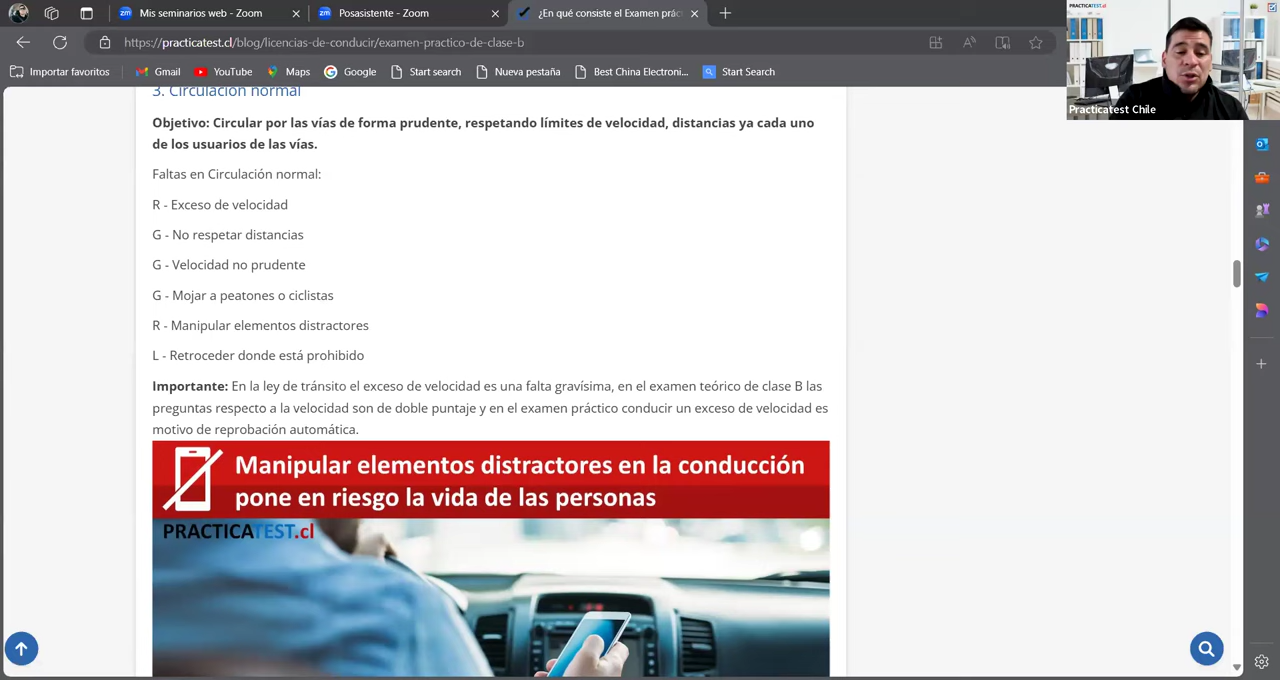 Mis seminarios web - Zoom
Posasistente - Zoom
¿En qué consiste el Examen prác
https://practicatest.cl/blog/licencias-de-conducir/examen-practico-de-clase-b
Importar favoritos
Gmail
YouTube
Maps
Google
Start search
Nueva pestaña
Best China Electroni...
Start Search
PRACTICATEST.cl
Practicatest Chile
3. Circulación normal
Objetivo: Circular por las vías de forma prudente, respetando límites de velocidad, distancias ya cada uno
de los usuarios de las vías.
Faltas en Circulación normal:
R - Exceso de velocidad
G - No respetar distancias
G - Velocidad no prudente
G - Mojar a peatones o ciclistas
R - Manipular elementos distractores
L - Retroceder donde está prohibido
Importante: En la ley de tránsito el exceso de velocidad es una falta gravísima, en el examen teórico de clase B las
preguntas respecto a la velocidad son de doble puntaje y en el examen práctico conducir un exceso de velocidad es
motivo de reprobación automática.
Manipular elementos distractores en la conducción
pone en riesgo la vida de las personas
PRACTICATEST.cl